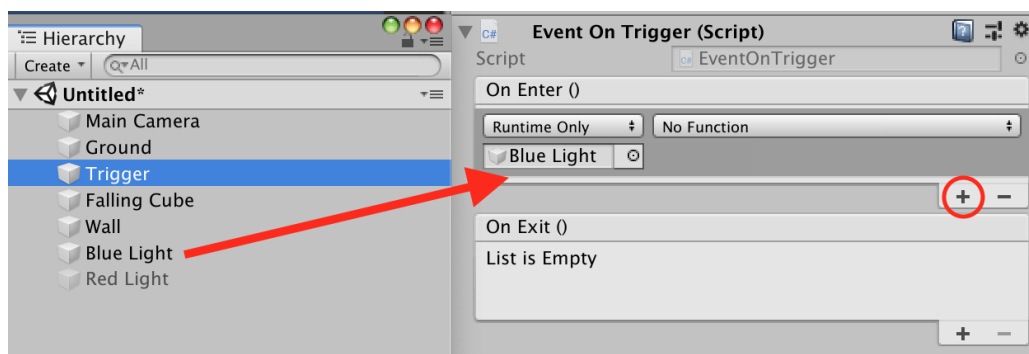 Hierarchy
Create
All
Untitled*
Main Camera
Ground
Trigger
Falling Cube
Wall
Blue Light
Red Light
C# Event On Trigger (Script)
Script C# EventOnTrigger
On Enter ()
Runtime Only No Function
Blue Light
+ −
On Exit ()
List is Empty
+ −